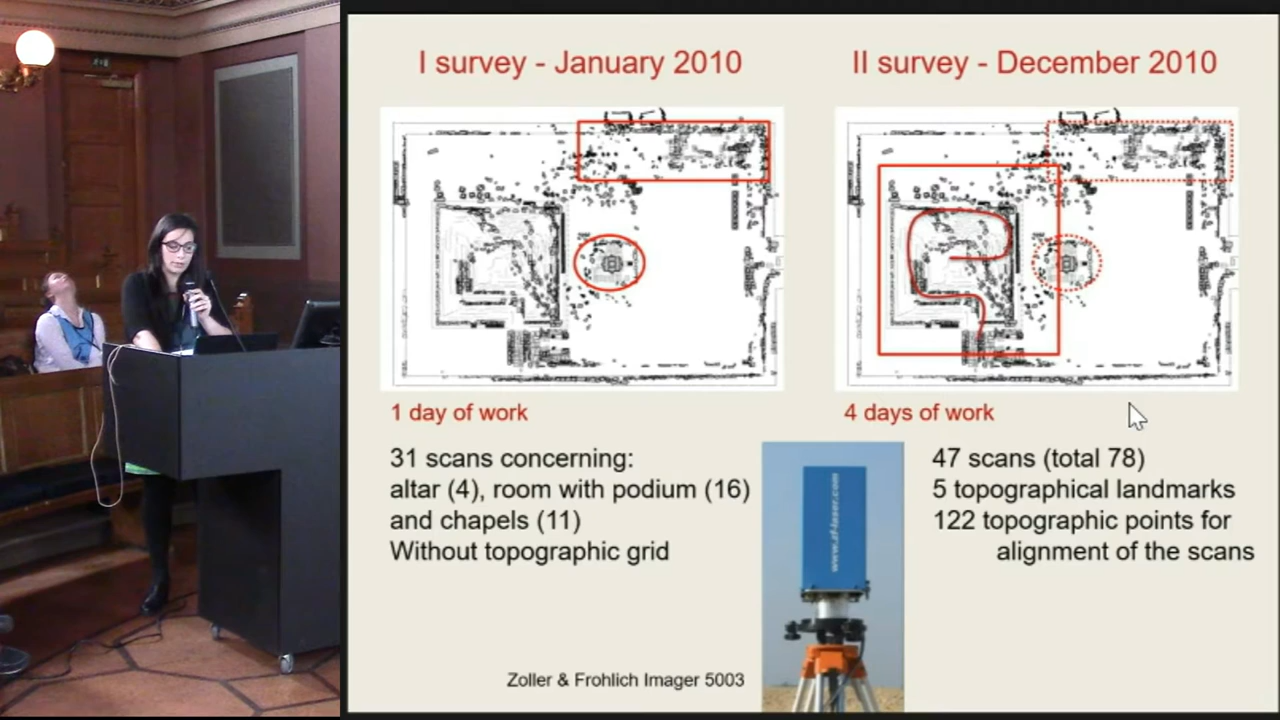 I survey - January 2010
II survey - December 2010
1 day of work
31 scans concerning:
altar (4), room with podium (16)
and chapels (11)
Without topographic grid
Zoller & Frohlich Imager 5003
www.zf-laser.com
4 days of work
47 scans (total 78)
5 topographical landmarks
122 topographic points for
alignment of the scans